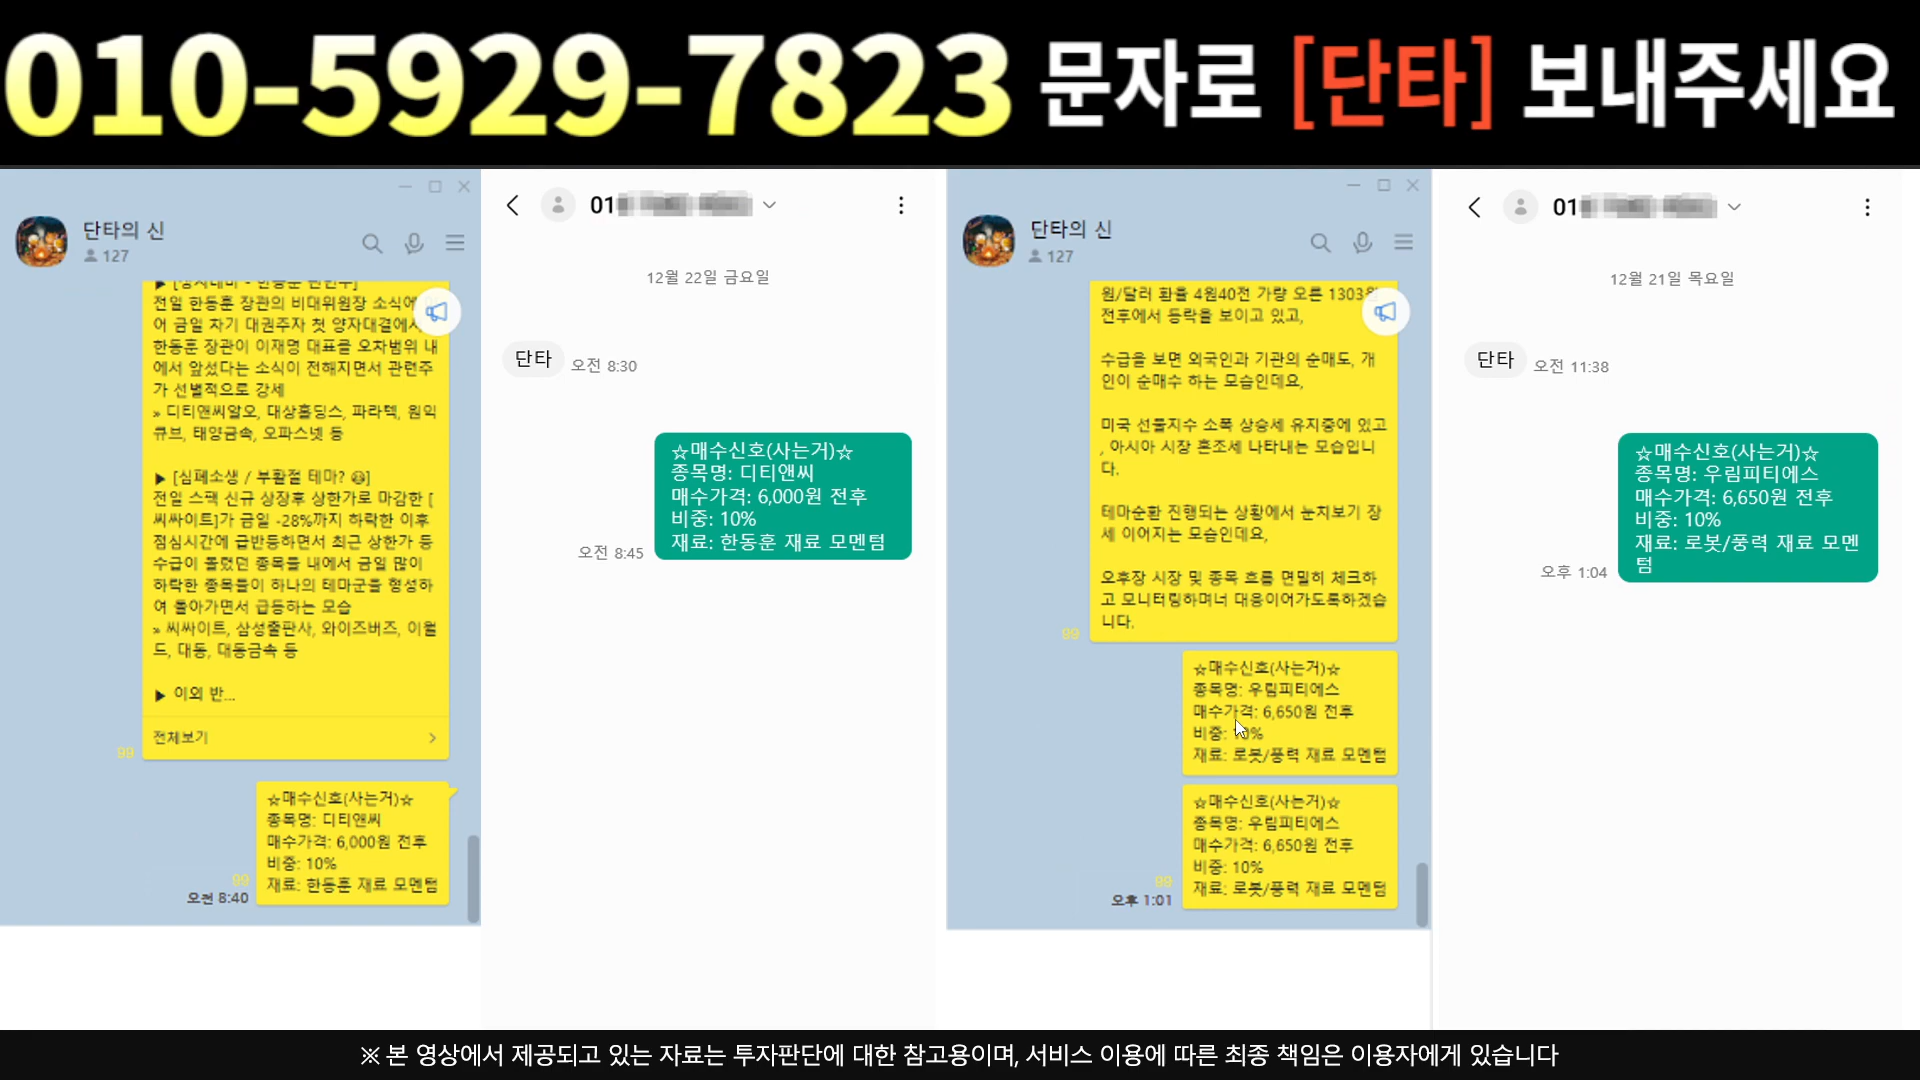 010-5929-7823 문자로 [단타] 보내주세요
단타의 신
127
전일 한동훈 장관의 비대위원장 소식에
어 금일 차기 대권주자 첫 양자대결에서
한동훈 장관이 이재명 대표를 오차범위 내
에서 앞섰다는 소식이 전해지면서 관련주
가 선별적으로 강세
» 디티앤씨알오, 대상홀딩스, 파라텍, 원익
큐브, 태양금속, 오파스넷 등
▶ [심폐소생 / 부활절 테마? 😆]
전일 스팩 신규 상장후 상한가로 마감한 [
씨싸이트]가 금일 -28%까지 하락한 이후
점심시간에 급반등하면서 최근 상한가 등
수급이 몰렸던 종목들 내에서 금일 많이
하락한 종목들이 하나의 테마군을 형성하
여 돌아가면서 급등하는 모습
» 씨싸이트, 삼성출판사, 와이즈버즈, 이월
드, 대동, 대동금속 등
▶ 이외 반...
전체보기
99
☆매수신호(사는거)☆
종목명: 디티앤씨
매수가격: 6,000원 전후
비중: 10%
재료: 한동훈 재료 모멘텀
99
오전 8:40
01
12월 22일 금요일
단타 오전 8:30
☆매수신호(사는거)☆
종목명: 디티앤씨
매수가격: 6,000원 전후
비중: 10%
재료: 한동훈 재료 모멘텀
오전 8:45
단타의 신
127
원/달러 환율 4원40전 가량 오른 1303원
전후에서 등락을 보이고 있고,
수급을 보면 외국인과 기관의 순매도, 개
인이 순매수 하는 모습인데요,
미국 선물지수 소폭 상승세 유지중에 있고
, 아시아 시장 혼조세 나타내는 모습입니
다.
테마순환 진행되는 상황에서 눈치보기 장
세 이어지는 모습인데요,
오후장 시장 및 종목 흐름 면밀히 체크하
고 모니터링하며너 대응이어가도록하겠습
니다.
99
☆매수신호(사는거)☆
종목명: 우림피티에스
매수가격: 6,650원 전후
비중: 10%
재료: 로봇/풍력 재료 모멘텀
☆매수신호(사는거)☆
종목명: 우림피티에스
매수가격: 6,650원 전후
비중: 10%
재료: 로봇/풍력 재료 모멘텀
99
오후 1:01
01
12월 21일 목요일
단타 오전 11:38
☆매수신호(사는거)☆
종목명: 우림피티에스
매수가격: 6,650원 전후
비중: 10%
재료: 로봇/풍력 재료 모멘
텀
오후 1:04
※ 본 영상에서 제공되고 있는 자료는 투자판단에 대한 참고용이며, 서비스 이용에 따른 최종 책임은 이용자에게 있습니다